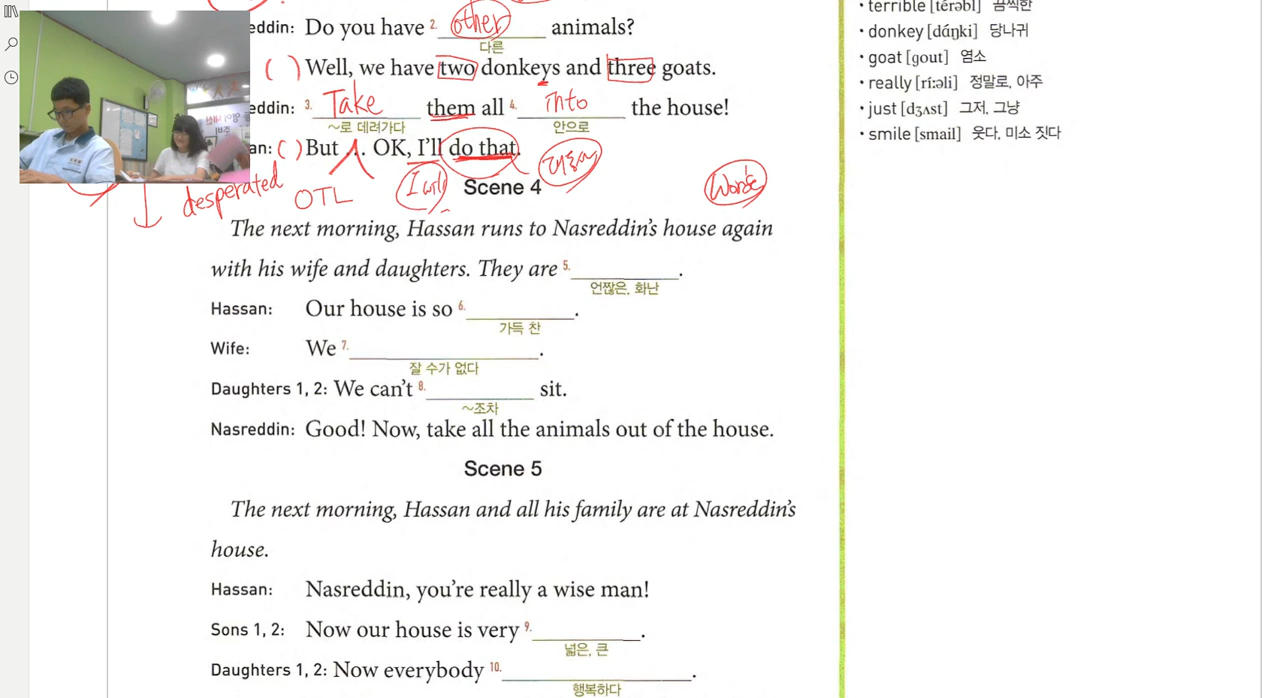 eddin: Do you have 2. other animals? • terrible [térəbl] 끔찍한
다른 • donkey [dáŋki] 당나귀
( ) Well, we have two donkeys and three goats. • goat [gout] 염소
• really [ríːəli] 정말로, 아주
eddin: 3. Take them all 4. into the house! • just [dʒʌst] 그저, 그냥
~로 데려가다 안으로 • smile [smail] 웃다, 미소 짓다
an: ( ) But ... OK, I'll do that. 대동사
desperated OTL I will Scene 4
The next morning, Hassan runs to Nasreddin's house again
with his wife and daughters. They are 5. .
언짢은, 화난
Hassan: Our house is so 6. .
가득 찬
Wife: We 7. .
잘 수가 없다
Daughters 1, 2: We can't 8. sit.
~조차
Nasreddin: Good! Now, take all the animals out of the house.
Scene 5
The next morning, Hassan and all his family are at Nasreddin's
house.
Hassan: Nasreddin, you're really a wise man!
Sons 1, 2: Now our house is very 9. .
넓은, 큰
Daughters 1, 2: Now everybody 10. .
행복하다